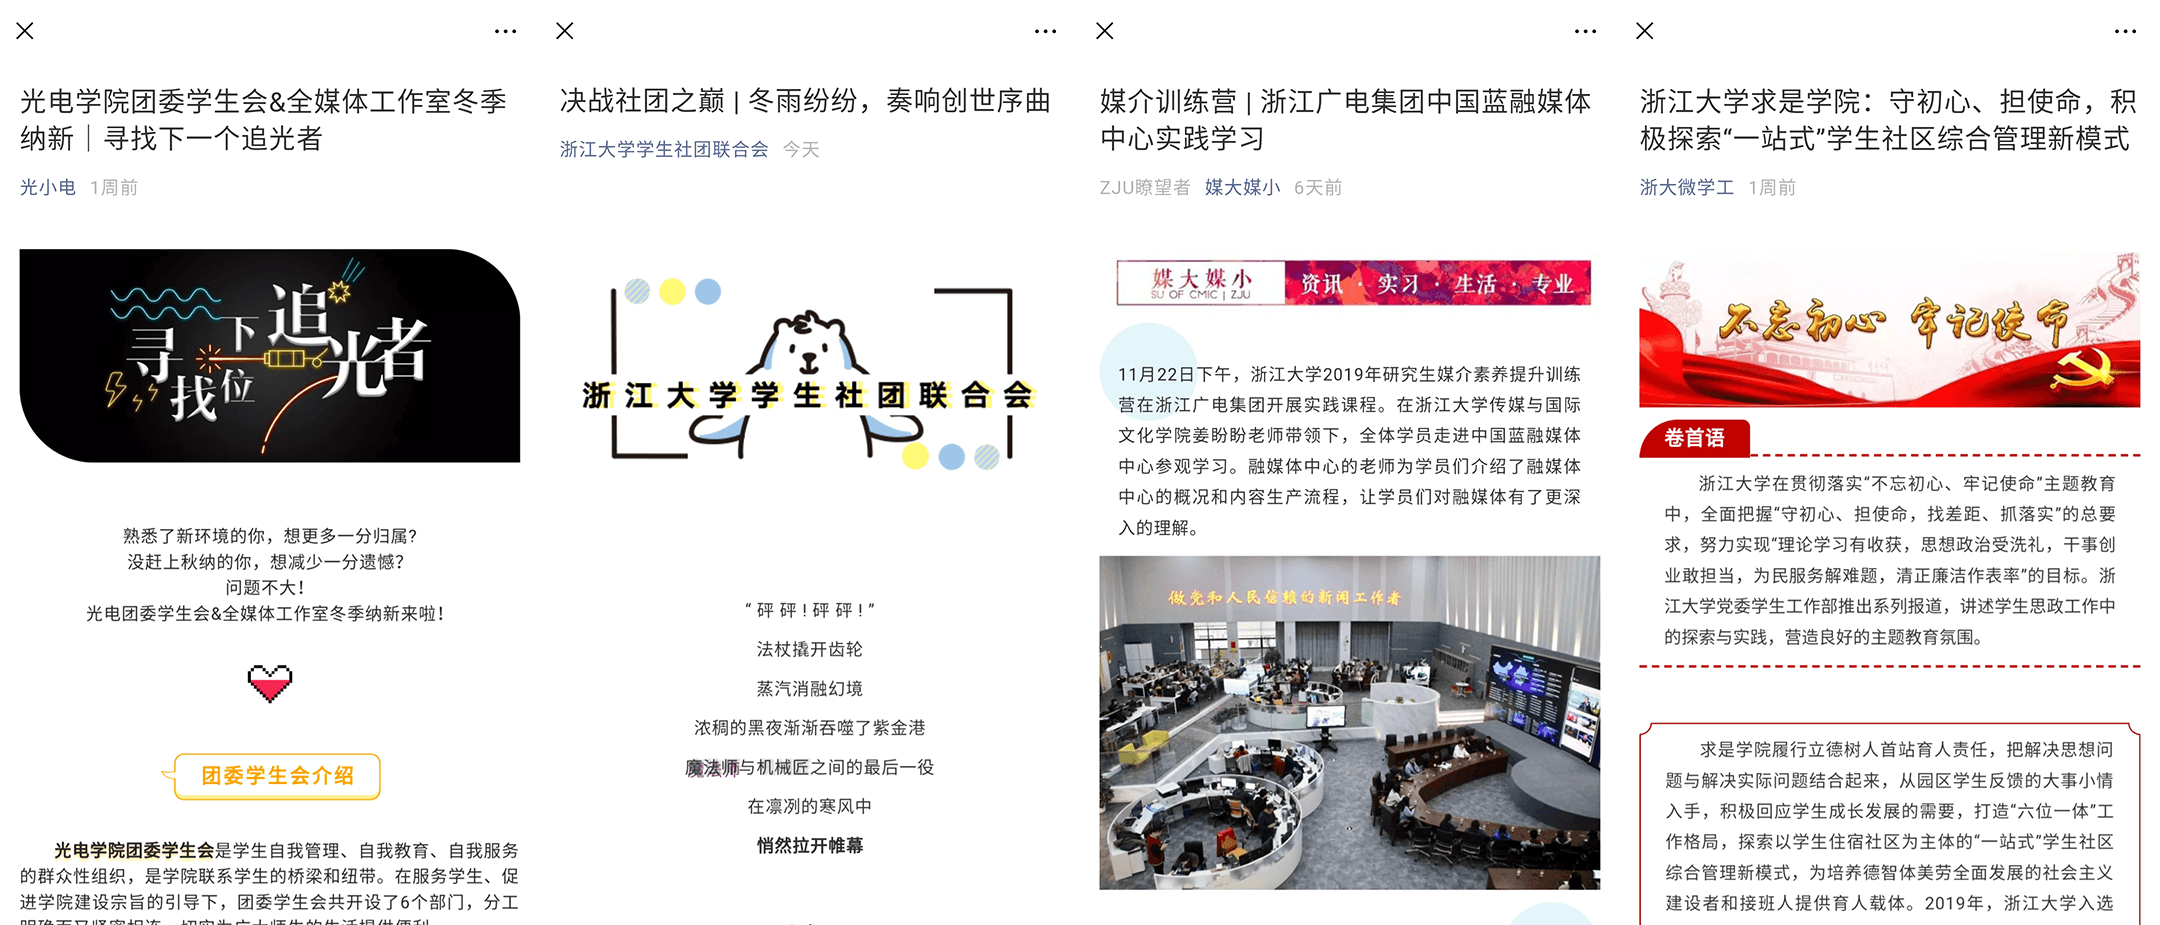 光电学院团委学生会&全媒体工作室冬季
纳新｜寻找下一个追光者
光小电 1周前
寻找下一位追光者
熟悉了新环境的你，想更多一分归属？
没赶上秋纳的你，想减少一分遗憾？
问题不大！
光电团委学生会&全媒体工作室冬季纳新来啦！
团委学生会介绍
光电学院团委学生会是学生自我管理、自我教育、自我服务
的群众性组织，是学院联系学生的桥梁和纽带。在服务学生、促
进学院建设宗旨的引导下，团委学生会共开设了6个部门，分工
决战社团之巅 | 冬雨纷纷，奏响创世序曲
浙江大学学生社团联合会 今天
浙江大学学生社团联合会
“ 砰 砰 ! 砰 砰 ! ”
法杖撬开齿轮
蒸汽消融幻境
浓稠的黑夜渐渐吞噬了紫金港
魔法师与机械匠之间的最后一役
在凛冽的寒风中
悄然拉开帷幕
媒介训练营 | 浙江广电集团中国蓝融媒体
中心实践学习
ZJU瞭望者 媒大媒小 6天前
媒大媒小
SU OF CMIC | ZJU
资讯 · 实习 · 生活 · 专业
11月22日下午，浙江大学2019年研究生媒介素养提升训练
营在浙江广电集团开展实践课程。在浙江大学传媒与国际
文化学院姜盼盼老师带领下，全体学员走进中国蓝融媒体
中心参观学习。融媒体中心的老师为学员们介绍了融媒体
中心的概况和内容生产流程，让学员们对融媒体有了更深
入的理解。
做党和人民信赖的新闻工作者
浙江大学求是学院：守初心、担使命，积
极探索“一站式”学生社区综合管理新模式
浙大微学工 1周前
不忘初心 牢记使命
卷首语
浙江大学在贯彻落实“不忘初心、牢记使命”主题教育
中，全面把握“守初心、担使命，找差距、抓落实”的总要
求，努力实现“理论学习有收获，思想政治受洗礼，干事创
业敢担当，为民服务解难题，清正廉洁作表率”的目标。浙
江大学党委学生工作部推出系列报道，讲述学生思政工作中
的探索与实践，营造良好的主题教育氛围。
求是学院履行立德树人首站育人责任，把解决思想问
题与解决实际问题结合起来，从园区学生反馈的大事小情
入手，积极回应学生成长发展的需要，打造“六位一体”工
作格局，探索以学生住宿社区为主体的“一站式”学生社区
综合管理新模式，为培养德智体美劳全面发展的社会主义
建设者和接班人提供育人载体。2019年，浙江大学入选